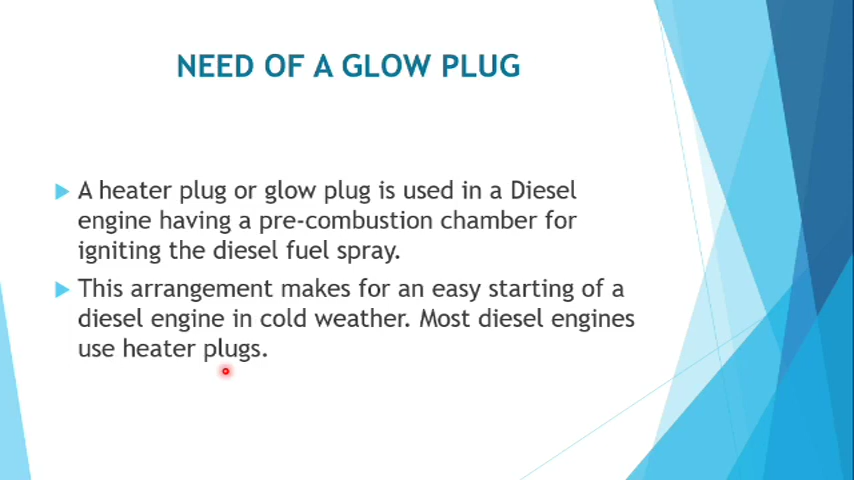 NEED OF A GLOW PLUG
A heater plug or glow plug is used in a Diesel
engine having a pre-combustion chamber for
igniting the diesel fuel spray.
This arrangement makes for an easy starting of a
diesel engine in cold weather. Most diesel engines
use heater plugs.